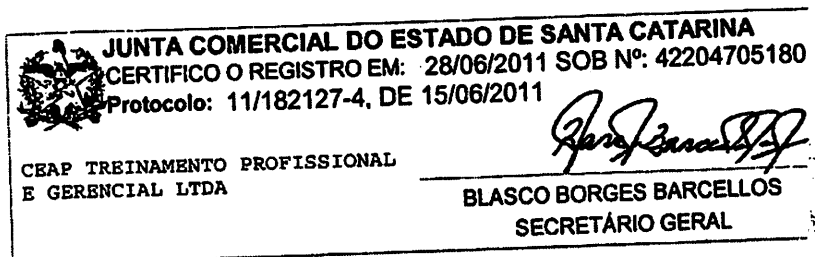 JUNTA COMERCIAL DO ESTADO DE SANTA CATARINA
CERTIFICO O REGISTRO EM: 28/06/2011 SOB Nº: 42204705180
Protocolo: 11/182127-4, DE 15/06/2011
CEAP TREINAMENTO PROFISSIONAL
E GERENCIAL LTDA
BLASCO BORGES BARCELLOS
SECRETÁRIO GERAL